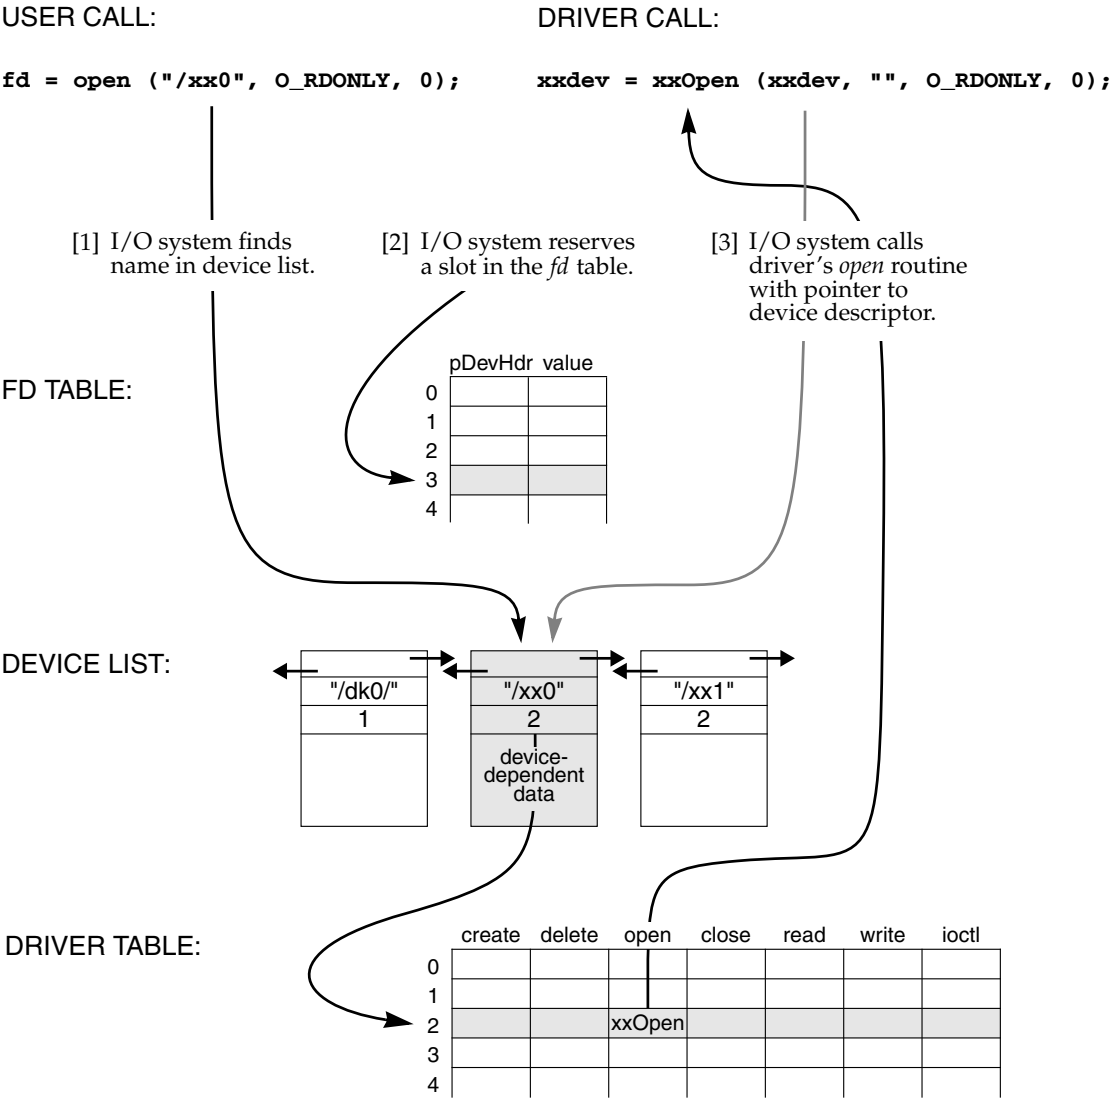 USER CALL:
DRIVER CALL:
fd = open ("/xx0", O_RDONLY, 0);
xxdev = xxOpen (xxdev, "", O_RDONLY, 0);
[1] I/O system finds
name in device list.
[2] I/O system reserves
a slot in the fd table.
[3] I/O system calls
driver's open routine
with pointer to
device descriptor.
FD TABLE:
pDevHdr value
0
1
2
3
4
DEVICE LIST:
"/dk0/"
1
"/xx0"
2
device-
dependent
data
"/xx1"
2
DRIVER TABLE:
create delete open close read write ioctl
0
1
2 xxOpen
3
4